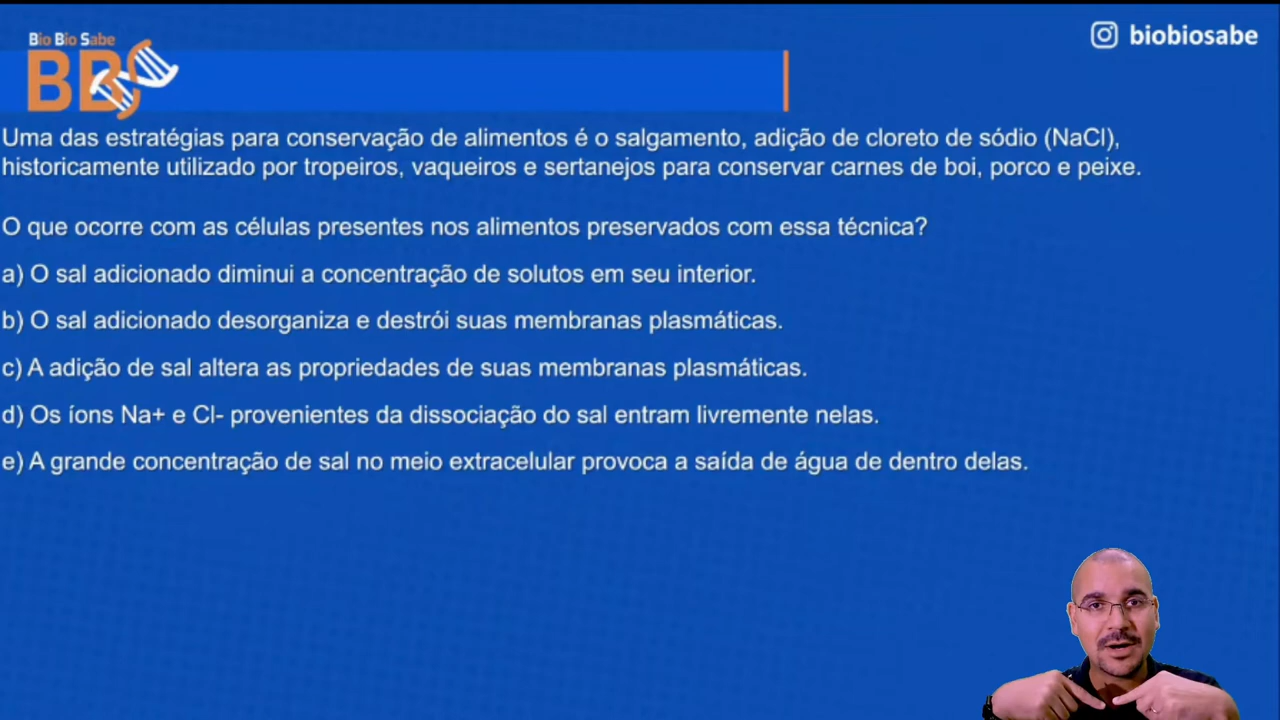 Bio Bio Sabe
BBS
biobiosabe
Uma das estratégias para conservação de alimentos é o salgamento, adição de cloreto de sódio (NaCl),
historicamente utilizado por tropeiros, vaqueiros e sertanejos para conservar carnes de boi, porco e peixe.
O que ocorre com as células presentes nos alimentos preservados com essa técnica?
a) O sal adicionado diminui a concentração de solutos em seu interior.
b) O sal adicionado desorganiza e destrói suas membranas plasmáticas.
c) A adição de sal altera as propriedades de suas membranas plasmáticas.
d) Os íons Na+ e Cl- provenientes da dissociação do sal entram livremente nelas.
e) A grande concentração de sal no meio extracelular provoca a saída de água de dentro delas.